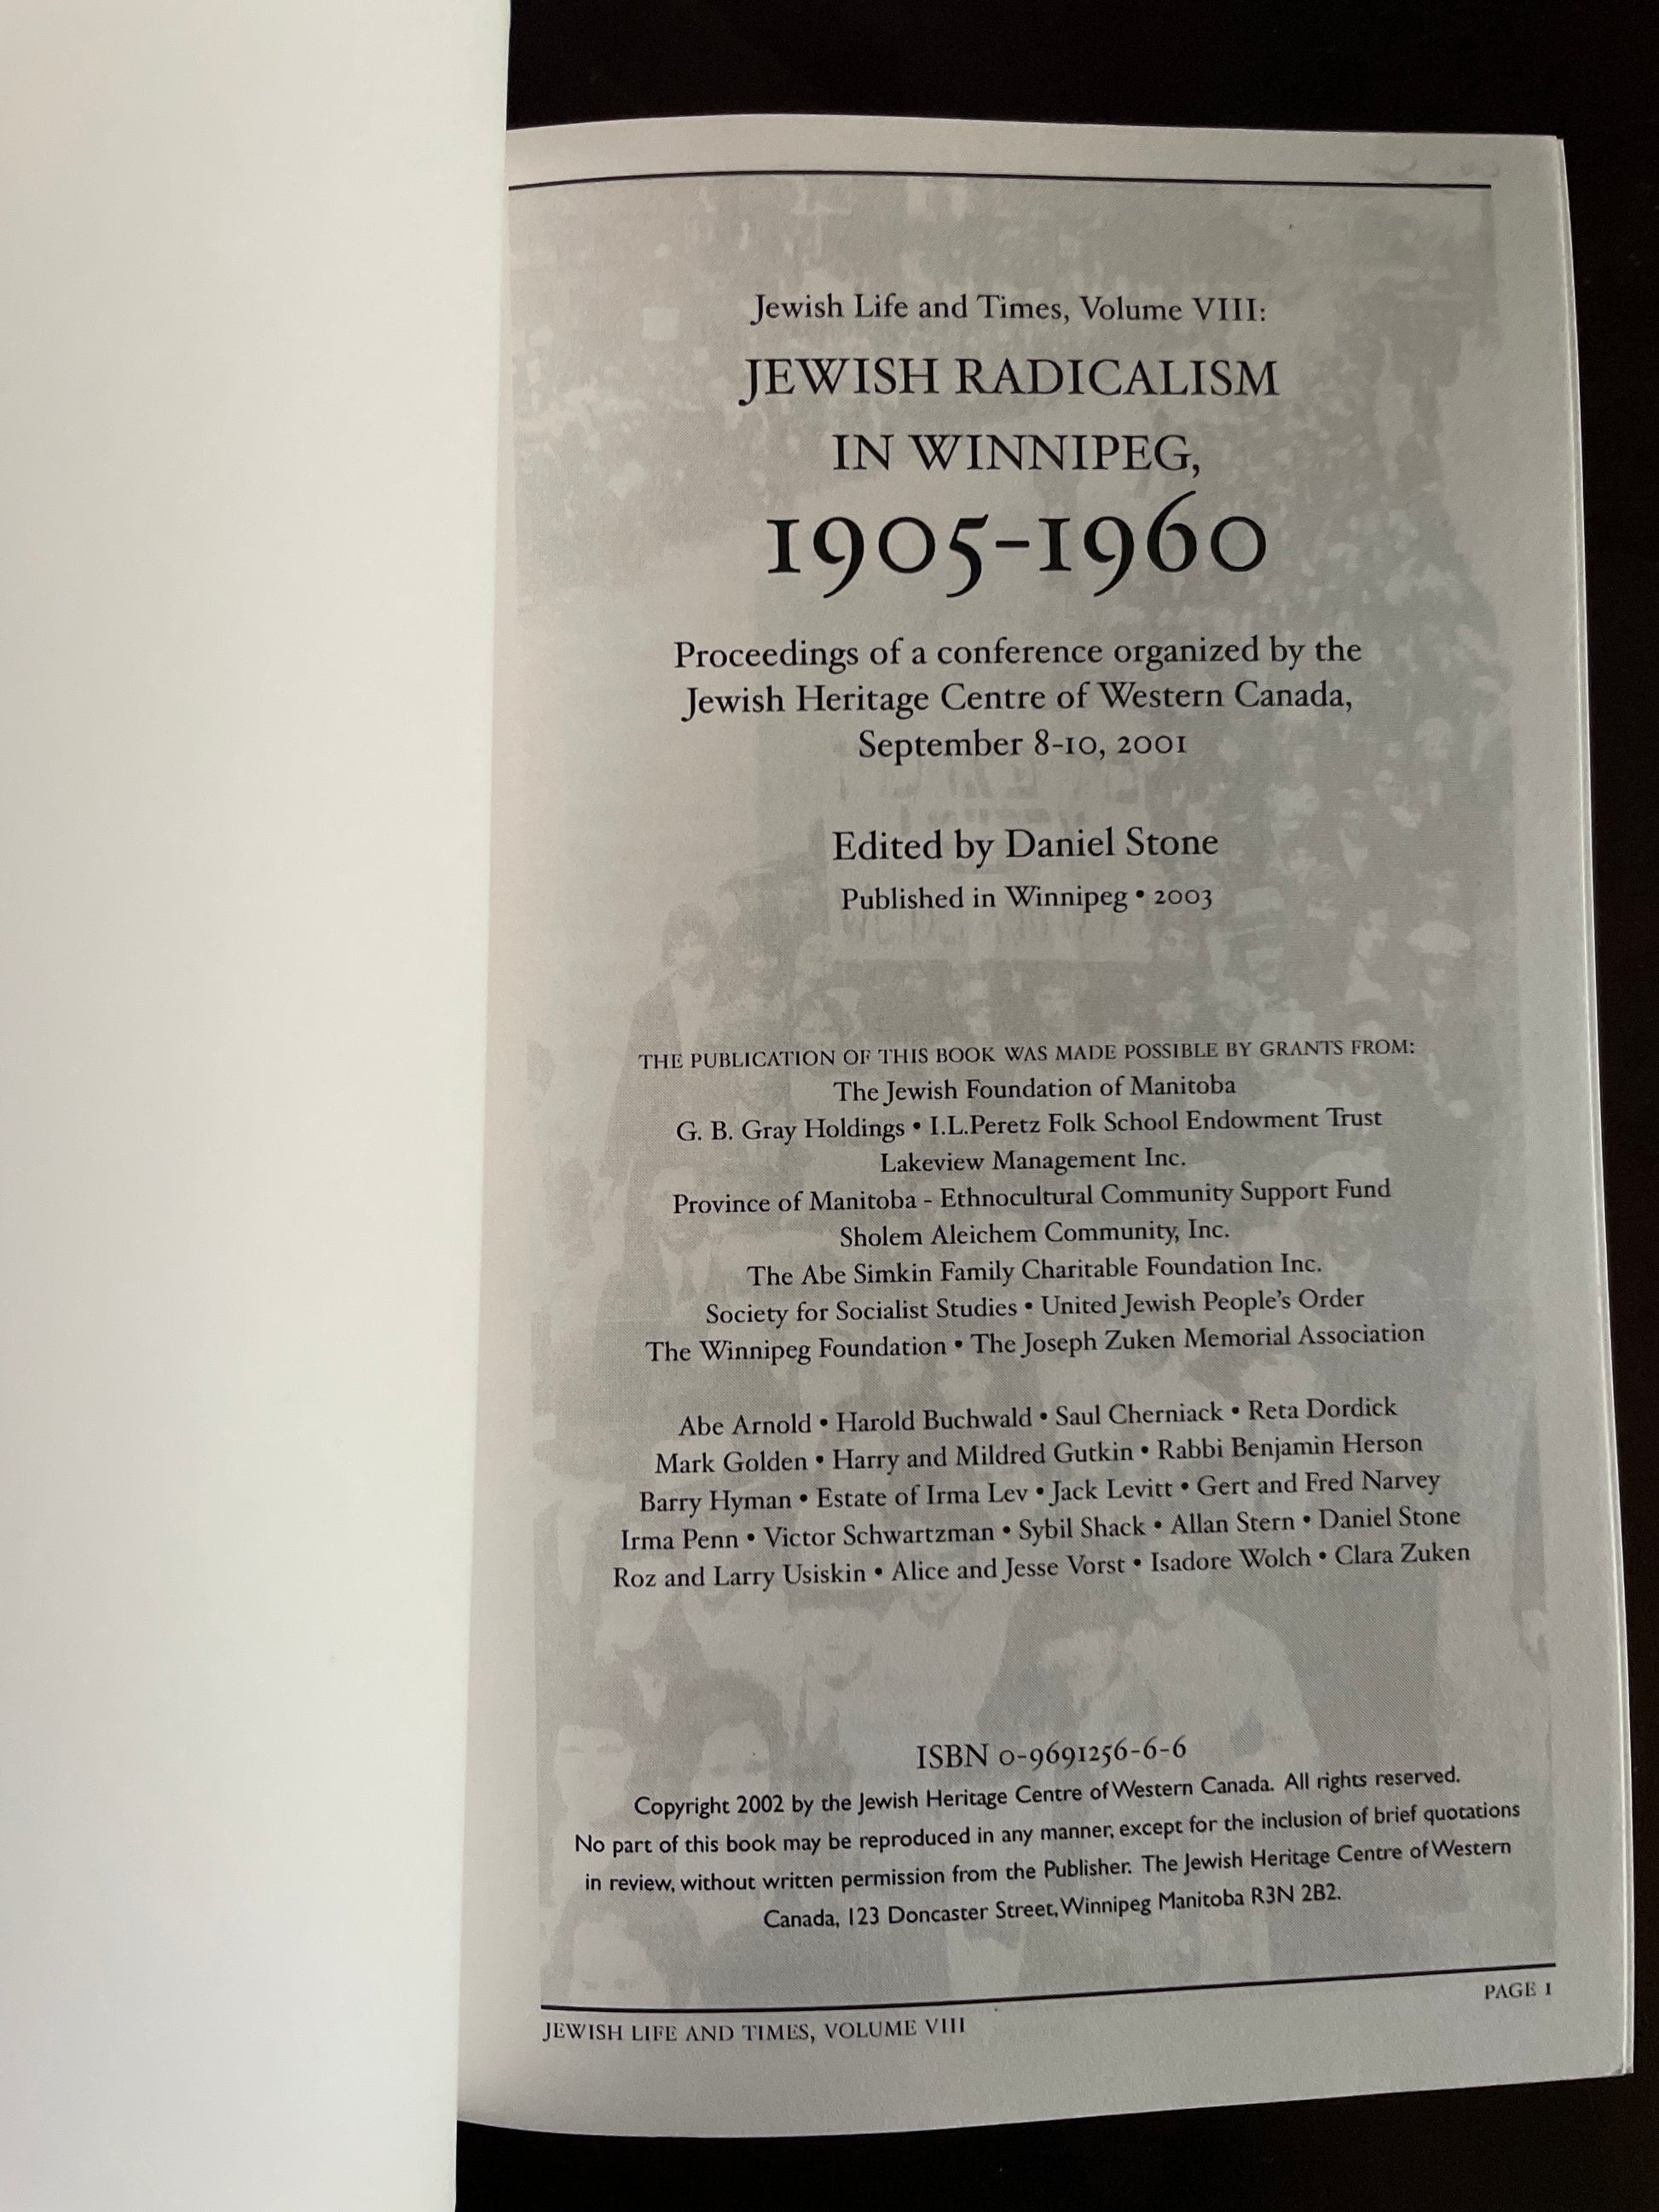 Jewish Life and Times, Volume VIII:
JEWISH RADICALISM
IN WINNIPEG,
1905-1960
Proceedings of a conference organized by the
Jewish Heritage Centre of Western Canada,
September 8-10, 2001
Edited by Daniel Stone
Published in Winnipeg • 2003
THE PUBLICATION OF THIS BOOK WAS MADE POSSIBLE BY GRANTS FROM:
The Jewish Foundation of Manitoba
G. B. Gray Holdings • I.L.Peretz Folk School Endowment Trust
Lakeview Management Inc.
Province of Manitoba - Ethnocultural Community Support Fund
Sholem Aleichem Community, Inc.
The Abe Simkin Family Charitable Foundation Inc.
Society for Socialist Studies • United Jewish People's Order
The Winnipeg Foundation • The Joseph Zuken Memorial Association
Abe Arnold • Harold Buchwald • Saul Cherniack • Reta Dordick
Mark Golden • Harry and Mildred Gutkin • Rabbi Benjamin Herson
Barry Hyman • Estate of Irma Lev • Jack Levitt • Gert and Fred Narvey
Irma Penn • Victor Schwartzman • Sybil Shack • Allan Stern • Daniel Stone
Roz and Larry Usiskin • Alice and Jesse Vorst • Isadore Wolch • Clara Zuken
ISBN 0-9691256-6-6
Copyright 2002 by the Jewish Heritage Centre of Western Canada. All rights reserved.
No part of this book may be reproduced in any manner, except for the inclusion of brief quotations
in review, without written permission from the Publisher. The Jewish Heritage Centre of Western
Canada, 123 Doncaster Street, Winnipeg Manitoba R3N 2B2.
PAGE 1
JEWISH LIFE AND TIMES, VOLUME VIII